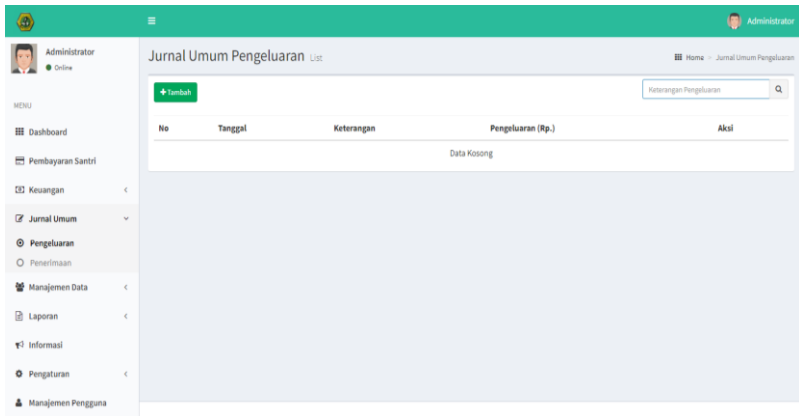 Administrator
Administrator
Online
Jurnal Umum Pengeluaran List
Home
Jurnal Umum Pengeluaran
Tambah
Keterangan Pengeluaran
MENU
Dashboard
Pembayaran Santri
Keuangan
Jurnal Umum
Pengeluaran
Penerimaan
Manajemen Data
Laporan
Informasi
Pengaturan
Manajemen Pengguna
No Tanggal Keterangan Pengeluaran (Rp.) Aksi
Data Kosong